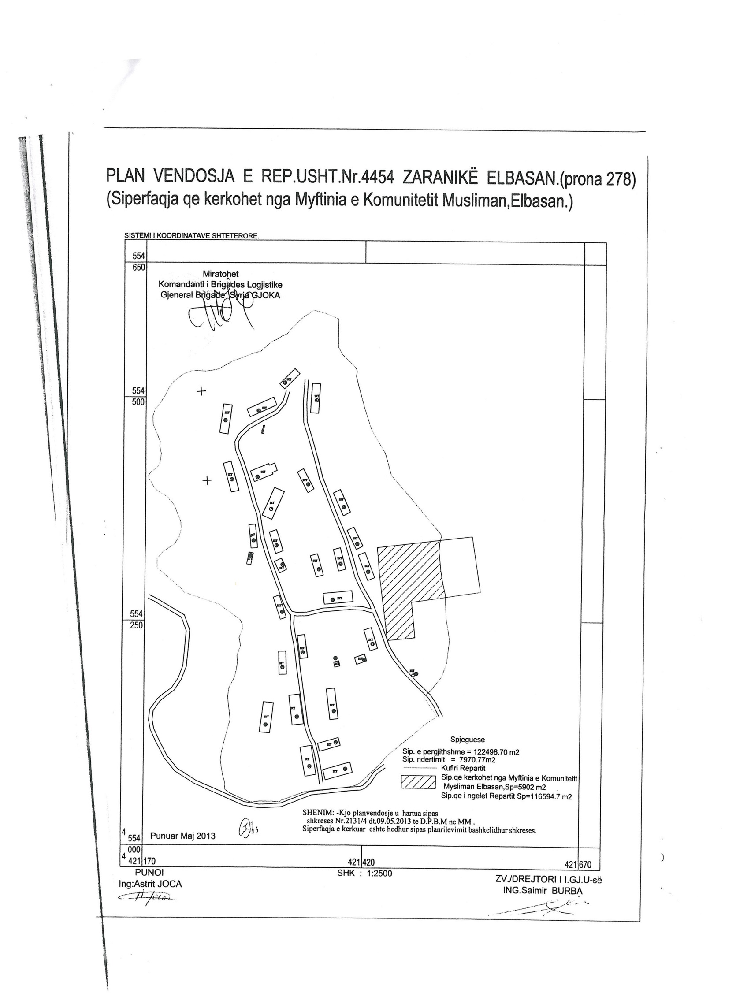 PLAN VENDOSJA E REP.USHT.Nr.4454 ZARANIKË ELBASAN.(prona 278)
(Siperfaqja qe kerkohet nga Myftinia e Komunitetit Musliman,Elbasan.)
SISTEMI I KOORDINATAVE SHTETERORE.
554
650
Miratohet
Komandanti i Brigades Logjistike
Gjeneral Brigade Syrja GJOKA
554
500
554
250
Spjeguese
Sip. e pergjithshme = 122496.70 m2
Sip. ndertimit = 7970.77m2
Kufiri Repartit
Sip.qe kerkohet nga Myftinia e Komunitetit
Mysliman Elbasan,Sp=5902 m2
Sip.qe i ngelet Repartit Sp=116594.7 m2
SHENIM: -Kjo planvendosje u hartua sipas
shkreses Nr.2131/4 dt.09.05.2013 te D.P.B.M ne MM .
Siperfaqja e kerkuar eshte hedhur sipas planrilevimit bashkelidhur shkreses.
Punuar Maj 2013
4
554
000
4
421 170
421 420
421 670
PUNOI
Ing:Astrit JOCA
SHK : 1:2500
ZV./DREJTORI I I.GJ.U-së
ING.Saimir BURBA